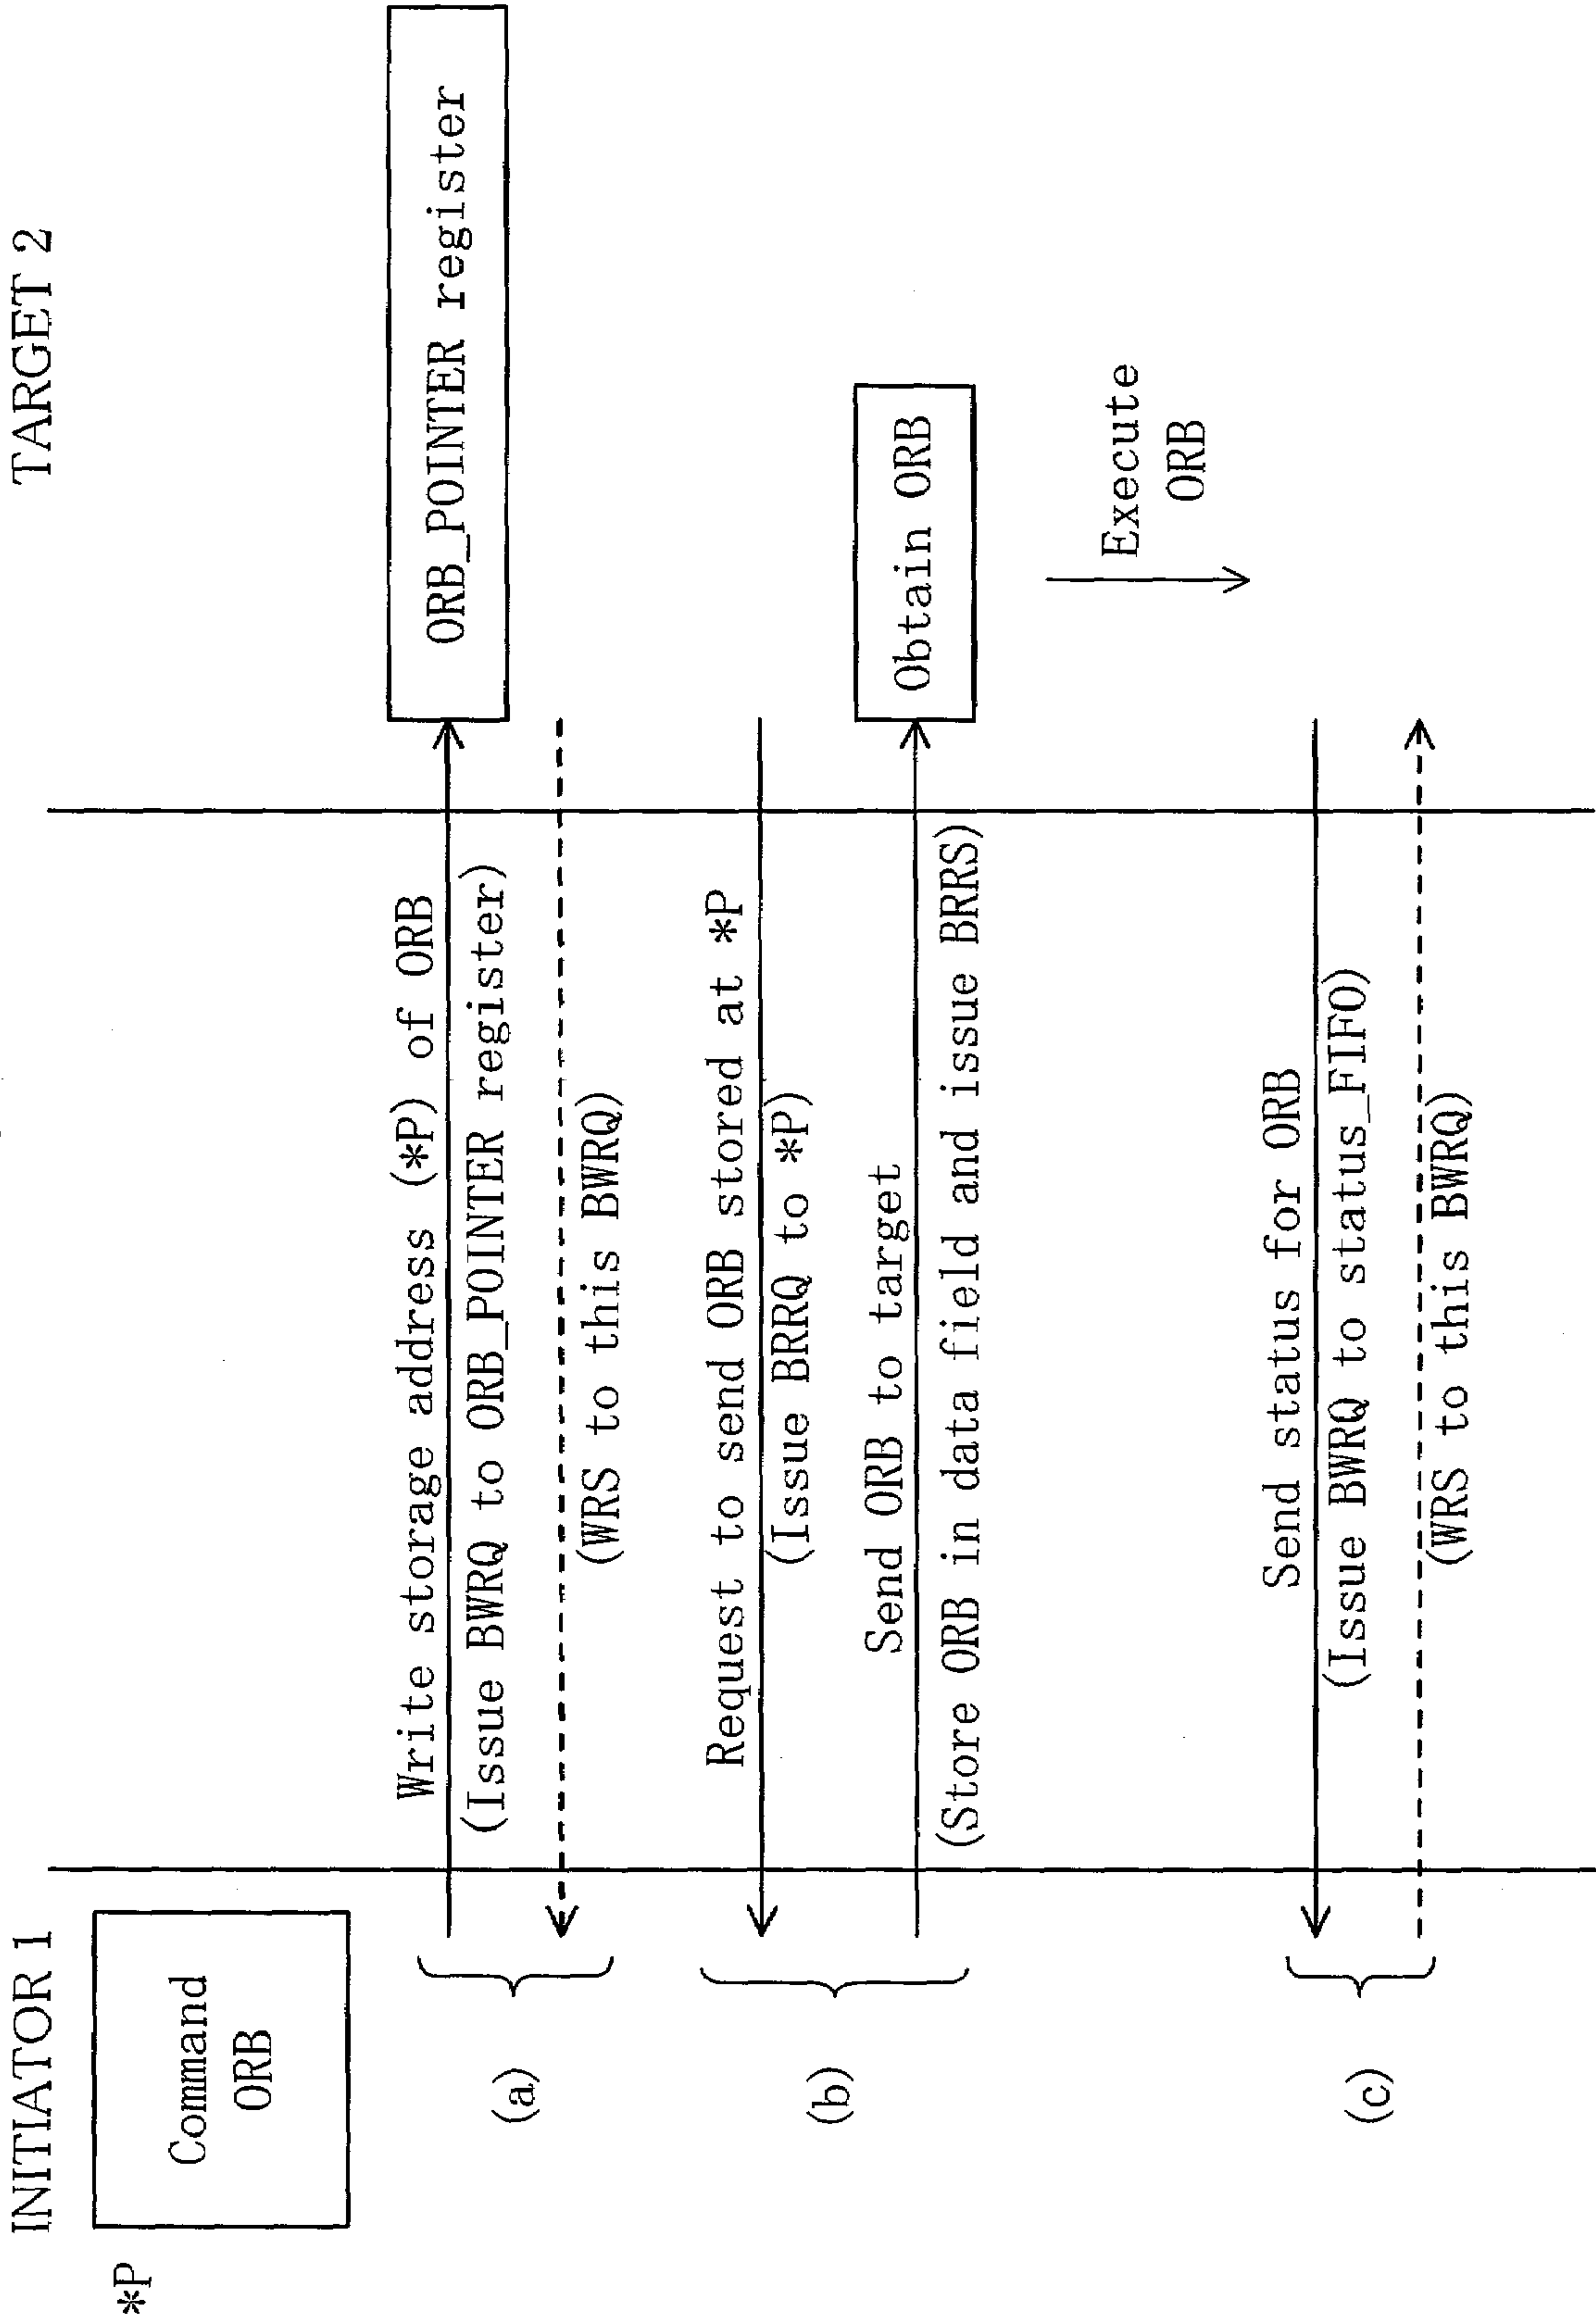 INITIATOR 1
TARGET 2
*P
Command
ORB
(a)
Write storage address (*P) of ORB
(Issue BWRQ to ORB_POINTER register)
ORB_POINTER register
(WRS to this BWRQ)
(b)
Request to send ORB stored at *P
(Issue BRRQ to *P)
Send ORB to target
(Store ORB in data field and issue BRRS)
Obtain ORB
Execute
ORB
(c)
Send status for ORB
(Issue BWRQ to status_FIFO)
(WRS to this BWRQ)